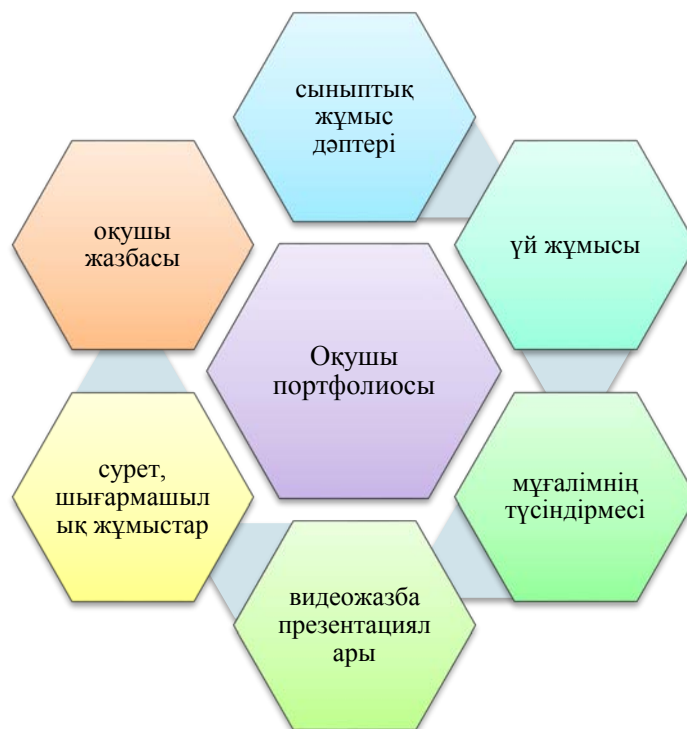 сыныптық
жұмыс
дәптері
үй жұмысы
мұғалімнің
түсіндірмесі
видеожазба
презентациял
ары
сурет,
шығармашыл
ық жұмыстар
оқушы
жазбасы
Оқушы
портфолиосы